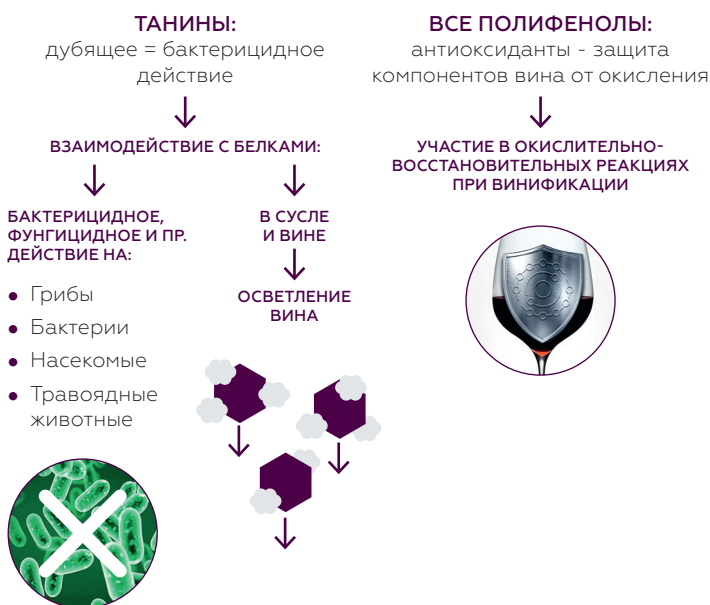 ТАНИНЫ:
дубящее = бактерицидное
действие
ВЗАИМОДЕЙСТВИЕ С БЕЛКАМИ:
БАКТЕРИЦИДНОЕ,
ФУНГИЦИДНОЕ И ПР.
ДЕЙСТВИЕ НА:
• Грибы
• Бактерии
• Насекомые
• Травоядные
животные
В СУСЛЕ
И ВИНЕ
ОСВЕТЛЕНИЕ
ВИНА
ВСЕ ПОЛИФЕНОЛЫ:
антиоксиданты - защита
компонентов вина от окисления
УЧАСТИЕ В ОКИСЛИТЕЛЬНО-
ВОССТАНОВИТЕЛЬНЫХ РЕАКЦИЯХ
ПРИ ВИНИФИКАЦИИ